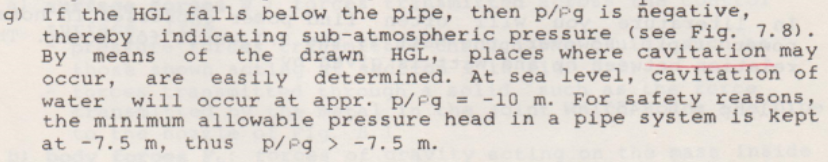 g) If the HGL falls below the pipe, then p/ρg is negative,
thereby indicating sub-atmospheric pressure (see Fig. 7.8).
By means of the drawn HGL, places where cavitation may
occur, are easily determined. At sea level, cavitation of
water will occur at appr. p/ρg = -10 m. For safety reasons,
the minimum allowable pressure head in a pipe system is kept
at -7.5 m, thus p/ρg > -7.5 m.